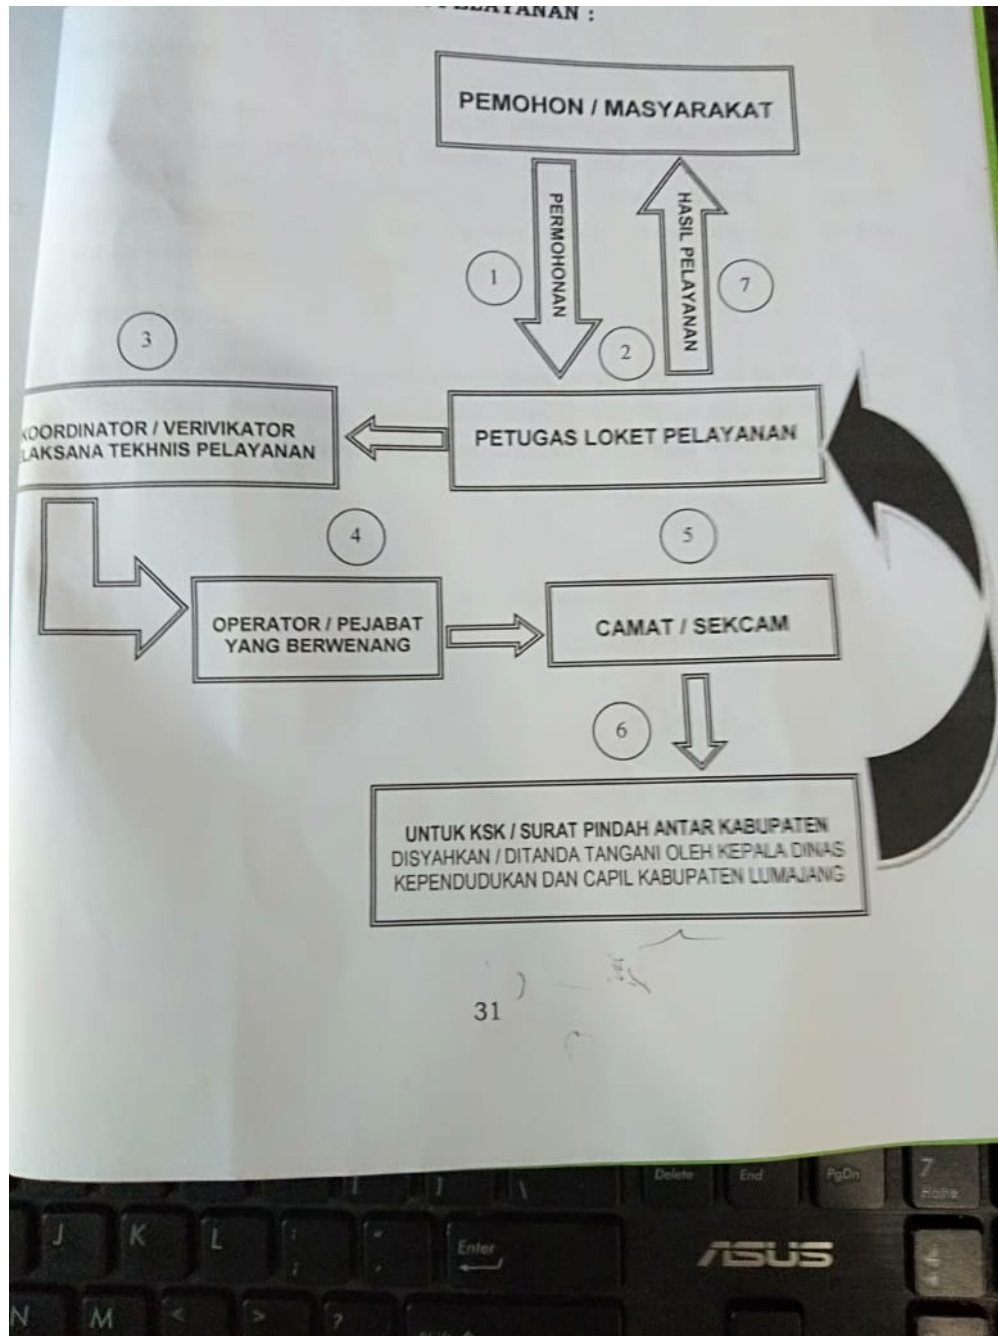 PELAYANAN :
PEMOHON / MASYARAKAT
PERMOHONAN
HASIL PELAYANAN
1
7
2
3
KOORDINATOR / VERIVIKATOR
TEKHNIS PELAYANAN
PETUGAS LOKET PELAYANAN
4
5
OPERATOR / PEJABAT
YANG BERWENANG
CAMAT / SEKCAM
6
UNTUK KSK / SURAT PINDAH ANTAR KABUPATEN
DISYAHKAN / DITANDA TANGANI OLEH KEPALA DINAS
KEPENDUDUKAN DAN CAPIL KABUPATEN LUMAJANG
31
Delete End PgDn 7
Home
J K L : " Enter
; '
ASUS
4
N M < > ?